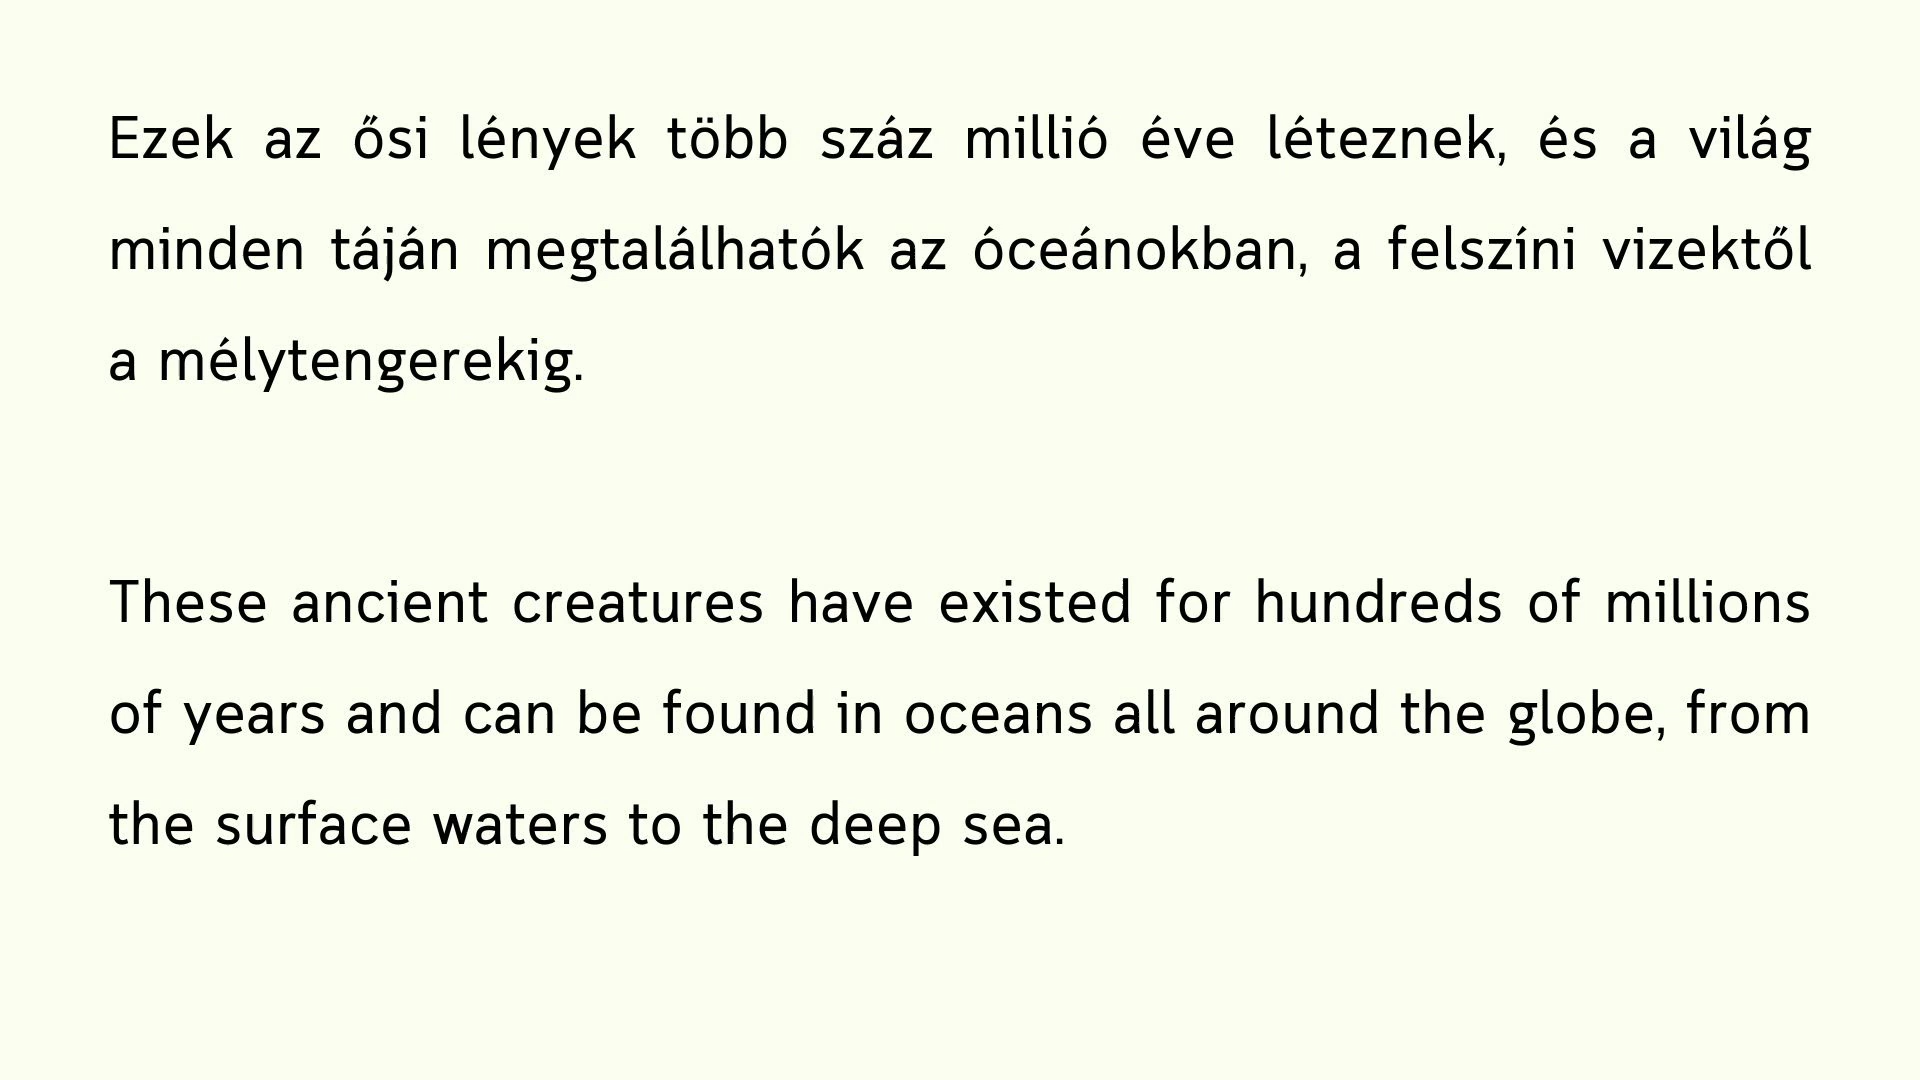 Ezek az ősi lények több száz millió éve léteznek, és a világ
minden táján megtalálhatók az óceánokban, a felszíni vizektől
a mélytengerekig.
These ancient creatures have existed for hundreds of millions
of years and can be found in oceans all around the globe, from
the surface waters to the deep sea.